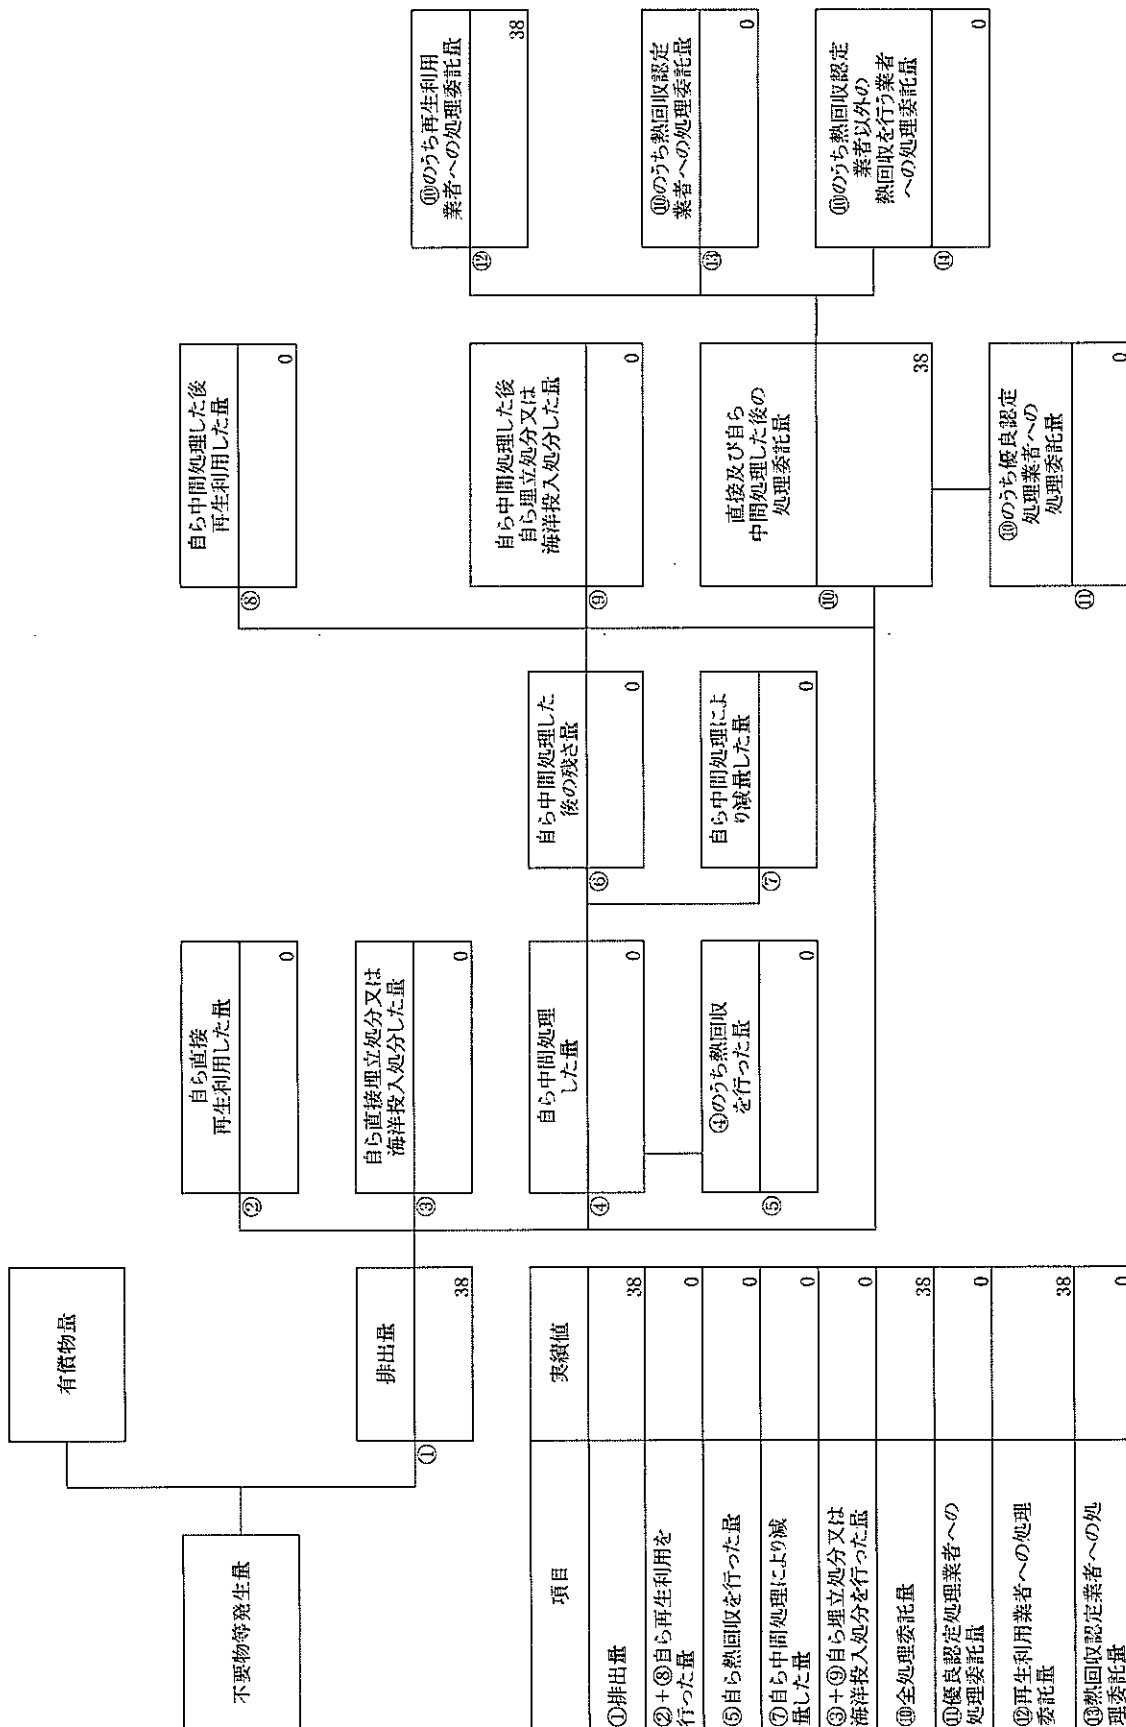 不要物等発生量
有償物量
①
排出量
38
②
自ら直接
再生利用した量
0
③
自ら直接埋立処分又は
海洋投入処分した量
0
④
自ら中間処理
した量
0
⑤
④のうち熱回収
を行った量
0
⑥
自ら中間処理した
後の残さ量
0
⑦
自ら中間処理によ
り減量した量
0
⑧
自ら中間処理した後
再生利用した量
0
⑨
自ら中間処理した後
自ら埋立処分又は
海洋投入処分した量
0
⑩
直接及び自ら
中間処理した後の
処理委託量
38
⑪
⑩のうち優良認定
処理業者への
処理委託量
0
⑫
⑩のうち再生利用
業者への処理委託量
38
⑬
⑩のうち熱回収認定
業者への処理委託量
0
⑭
⑩のうち熱回収認定
業者以外の
熱回収を行う業者
への処理委託量
0
項目
実績値
①排出量
38
②+⑧自ら再生利用を
行った量
0
⑤自ら熱回収を行った量
0
⑦自ら中間処理により減
量した量
0
③+⑨自ら埋立処分又は
海洋投入処分を行った量
0
⑩全処理委託量
38
⑪優良認定処理業者への
処理委託量
0
⑫再生利用業者への処理
委託量
38
⑬熱回収認定業者への処
理委託量
0